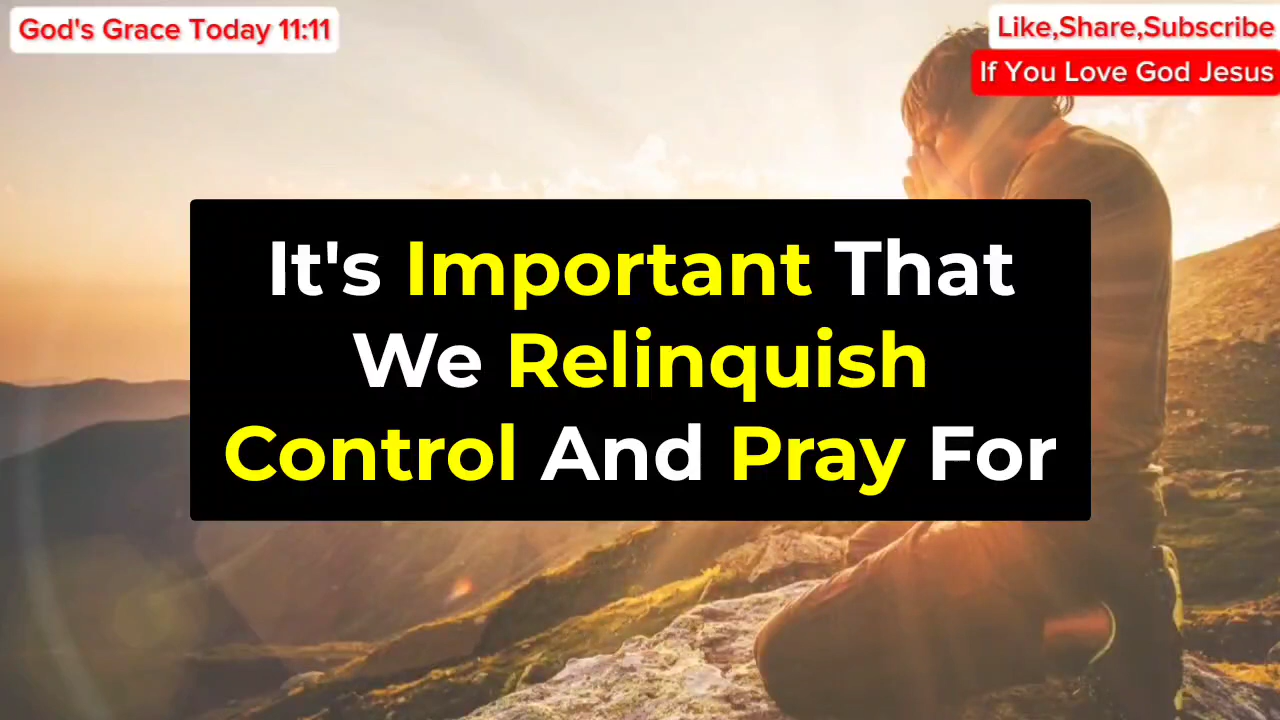 God's Grace Today 11:11
Like,Share,Subscribe
If You Love God Jesus
It's Important That
We Relinquish
Control And Pray For